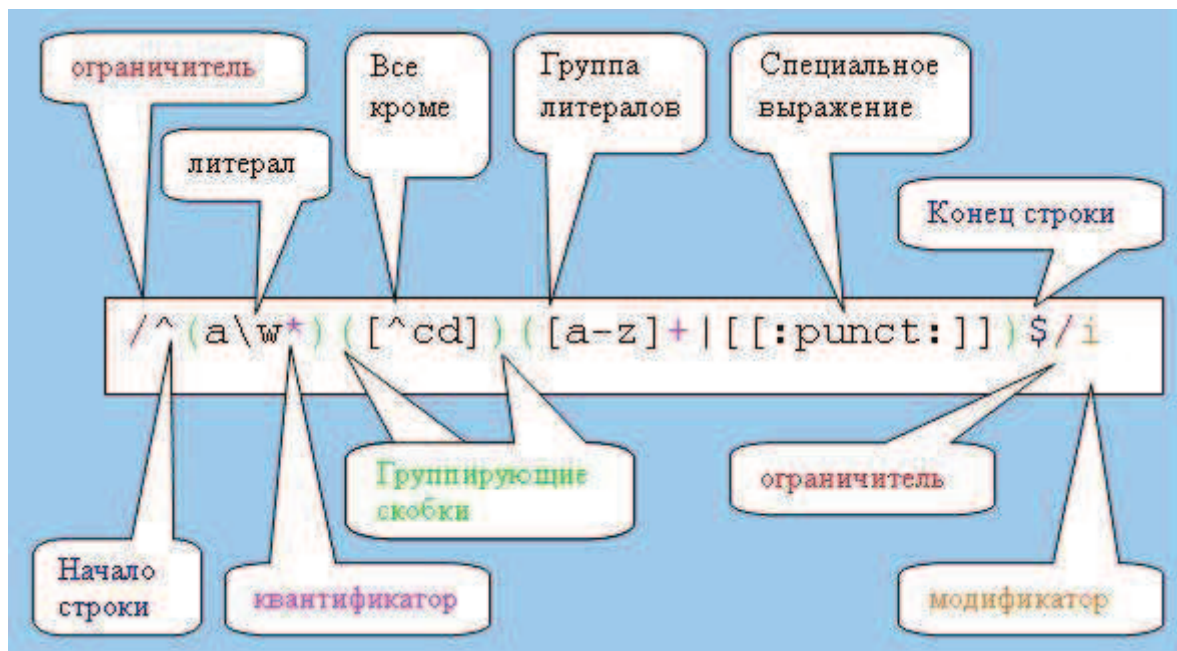 ограничитель
Все
кроме
Группа
литералов
Специальное
выражение
литерал
Конец строки
/^(a\w*)([^cd])([a-z]+|[[:punct:]])$/i
Группирующие
скобки
ограничитель
Начало
строки
квантификатор
модификатор